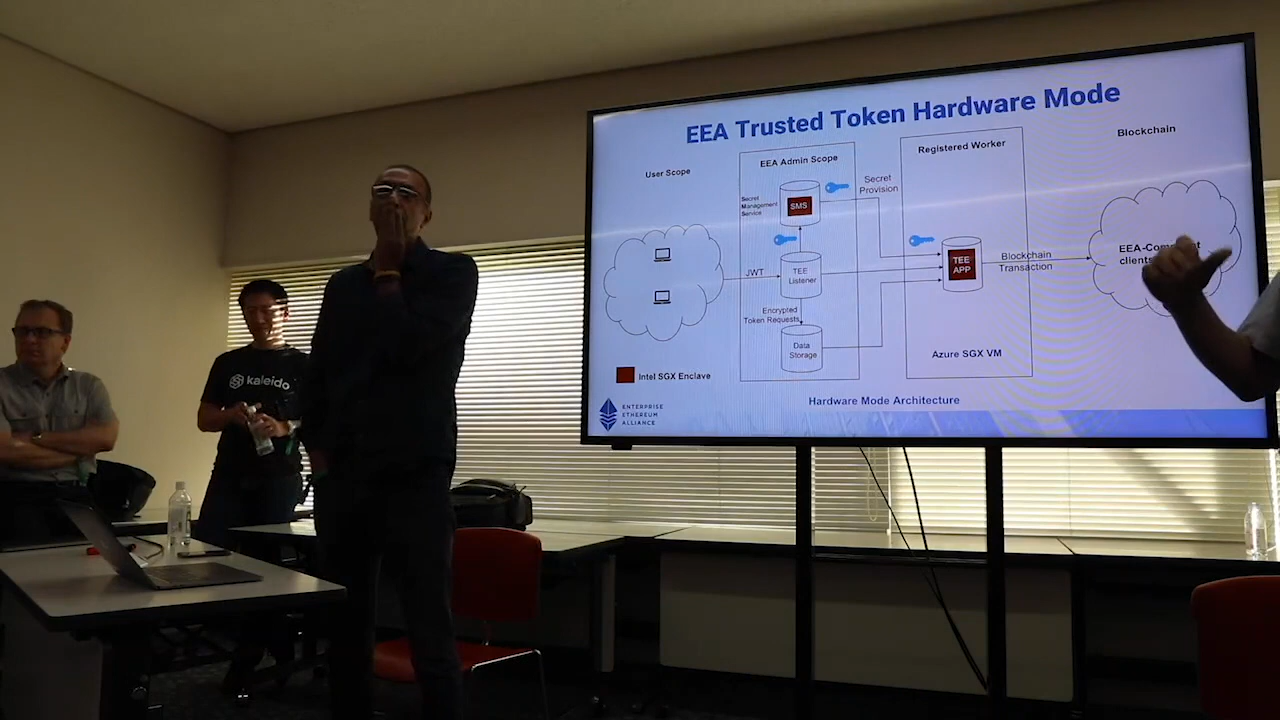 EEA Trusted Token Hardware Mode
User Scope
EEA Admin Scope
Registered Worker
Blockchain
SMS
Secret
Management
Service
Secret
Provision
JWT
TEE
Listener
TEE
APP
Blockchain
Transaction
clients
Encrypted
Token Requests
Data
Storage
Azure SGX VM
Intel SGX Enclave
Hardware Mode Architecture
ENTERPRISE
ETHEREUM
ALLIANCE
kaleido